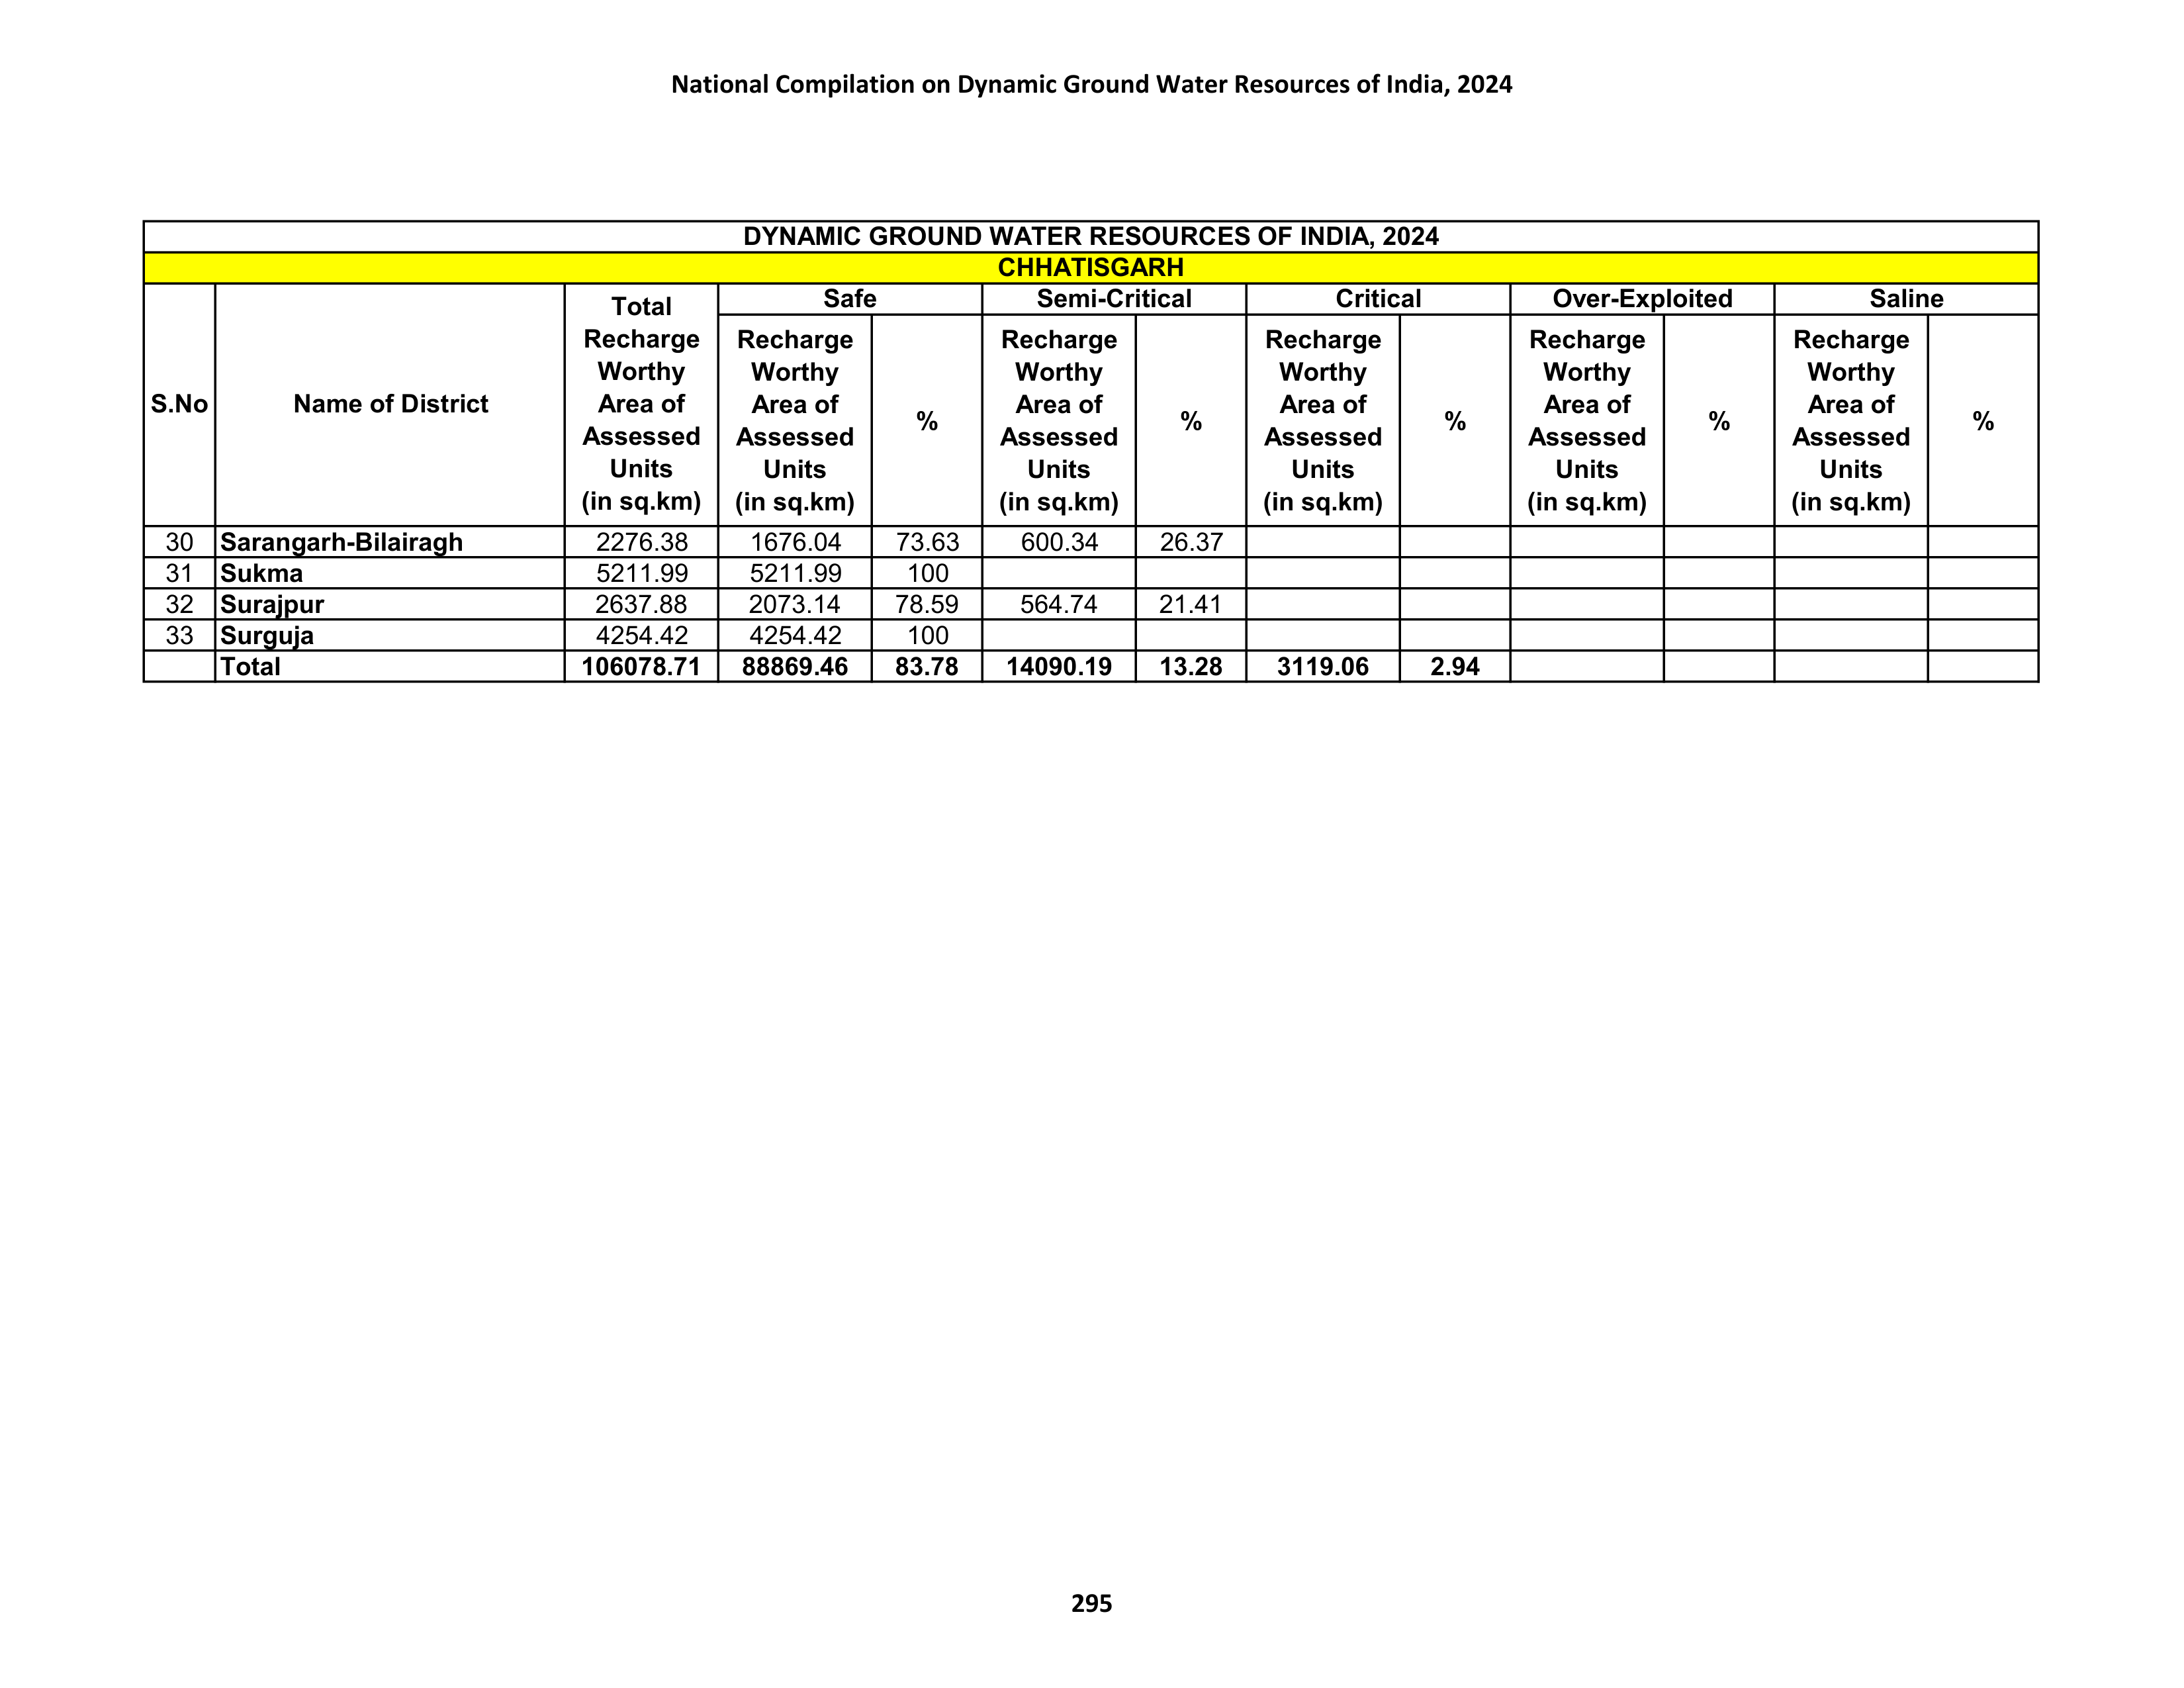 National Compilation on Dynamic Ground Water Resources of India, 2024
DYNAMIC GROUND WATER RESOURCES OF INDIA, 2024
CHHATISGARH
S.No Name of District Total Recharge Worthy Area of Assessed Units (in sq.km) Safe Semi-Critical Critical Over-Exploited Saline
Recharge Worthy Area of Assessed Units (in sq.km) % Recharge Worthy Area of Assessed Units (in sq.km) % Recharge Worthy Area of Assessed Units (in sq.km) % Recharge Worthy Area of Assessed Units (in sq.km) % Recharge Worthy Area of Assessed Units (in sq.km) %
30 Sarangarh-Bilairagh 2276.38 1676.04 73.63 600.34 26.37
31 Sukma 5211.99 5211.99 100
32 Surajpur 2637.88 2073.14 78.59 564.74 21.41
33 Surguja 4254.42 4254.42 100
Total 106078.71 88869.46 83.78 14090.19 13.28 3119.06 2.94
295